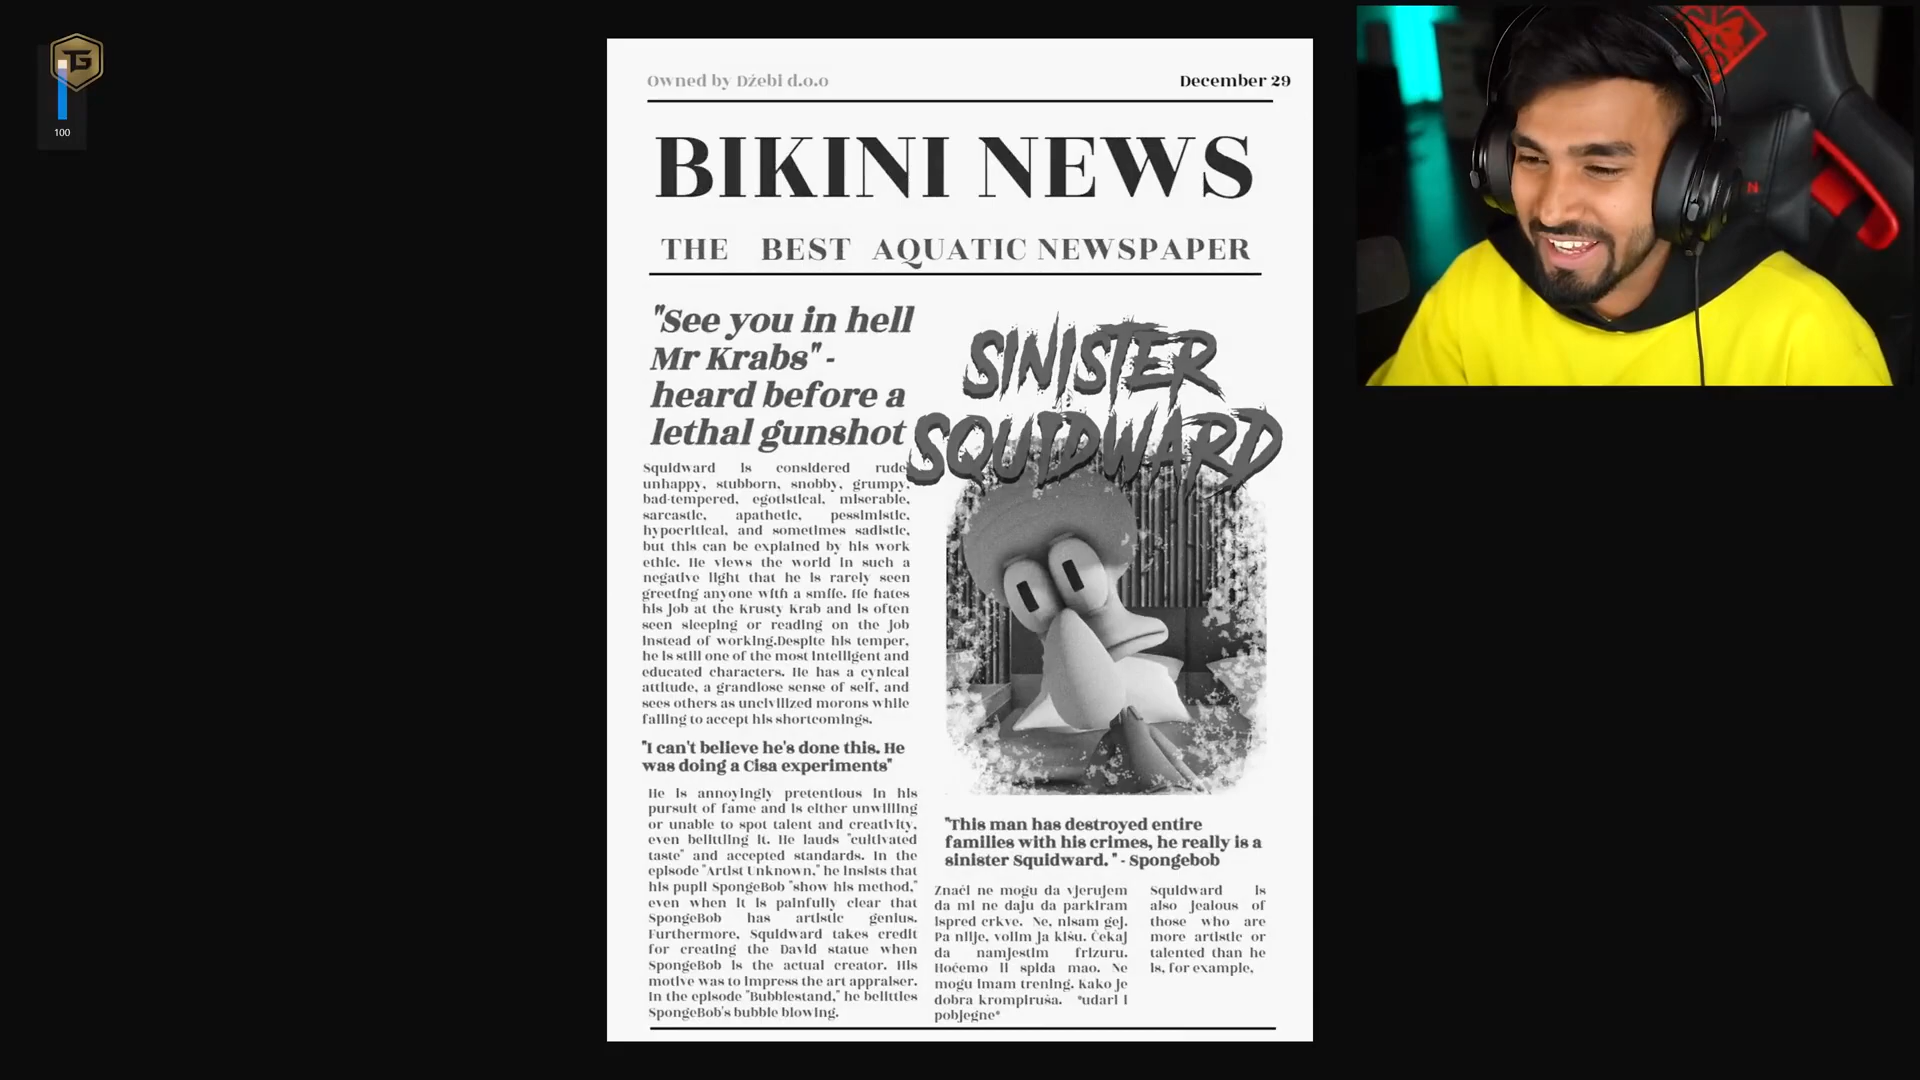 TG
100
Owned by Džebi d.o.o
December 29
BIKINI NEWS
THE BEST AQUATIC NEWSPAPER
"See you in hell
Mr Krabs" -
heard before a
lethal gunshot
SINISTER
SQUIDWARD
Squidward is considered rude,
unhappy, stubborn, snobby, grumpy,
bad-tempered, egotistical, miserable,
sarcastic, apathetic, pessimistic,
hypocritical, and sometimes sadistic,
but this can be explained by his work
ethic. He views the world in such a
negative light that he is rarely seen
greeting anyone with a smile. He hates
his job at the Krusty Krab and is often
seen sleeping or reading on the job
instead of working.Despite his temper,
he is still one of the most intelligent and
educated characters. He has a cynical
attitude, a grandiose sense of self, and
sees others as uncivilized morons while
failing to accept his shortcomings.
"I can't believe he's done this. He
was doing a Cisa experiments"
He is annoyingly pretentious in his
pursuit of fame and is either unwilling
or unable to spot talent and creativity,
even belittling it. He lauds "cultivated
taste" and accepted standards. In the
episode "Artist Unknown," he insists that
his pupil SpongeBob "show his method,"
even when it is painfully clear that
SpongeBob has artistic genius.
Furthermore, Squidward takes credit
for creating the David statue when
SpongeBob is the actual creator. His
motive was to impress the art appraiser.
In the episode "Bubblestand," he belittles
SpongeBob's bubble blowing.
"This man has destroyed entire
families with his crimes, he really is a
sinister Squidward. " - Spongebob
Znači ne mogu da vjerujem
da mi ne daju da parkiram
ispred crkve. Ne, nisam gej.
Pa nije, volim ja kišu. Čekaj
da namjestim frizuru.
Hoćemo li spida mao. Ne
mogu imam trening. Kako je
dobra krompiruša. *udari i
pobjegne*
Squidward is
also jealous of
those who are
more artistic or
talented than he
is, for example,
N